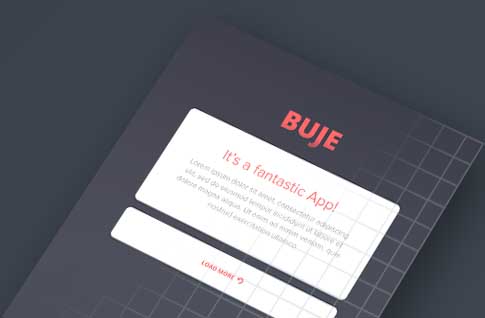 BUJE
It's a fantastic App!
Lorem ipsum dolor sit amet, consectetur adipiscing
elit, sed do eiusmod tempor incididunt ut labore et
dolore magna aliqua. Ut enim ad minim veniam, quis
nostrud exercitation ullamco
LOAD MORE